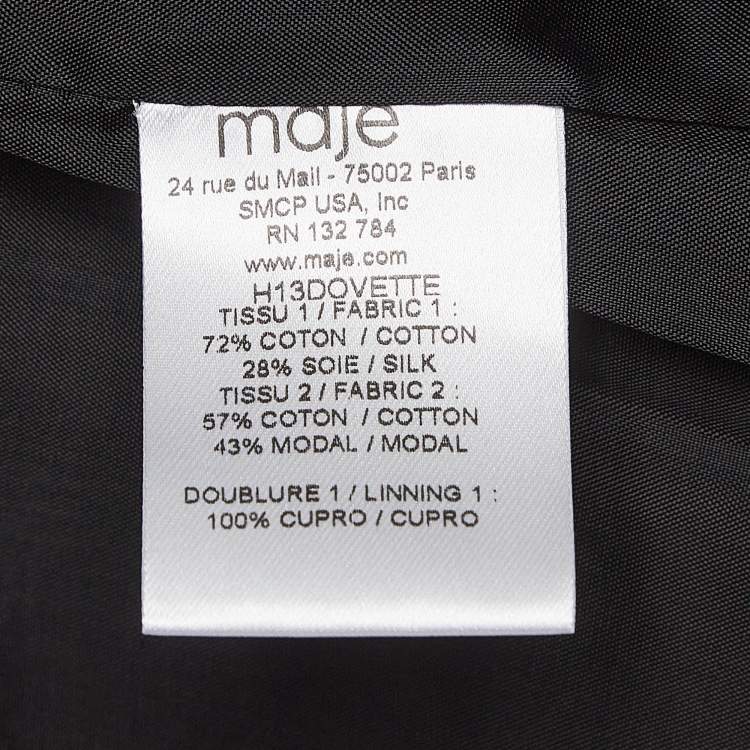 maje
24 rue du Mail - 75002 Paris
SMCP USA, Inc
RN 132 784
www.maje.com
H13DOVETTE
TISSU 1 / FABRIC 1 :
72% COTON / COTTON
28% SOIE / SILK
TISSU 2 / FABRIC 2 :
57% COTON / COTTON
43% MODAL / MODAL
DOUBLURE 1 / LINNING 1 :
100% CUPRO / CUPRO